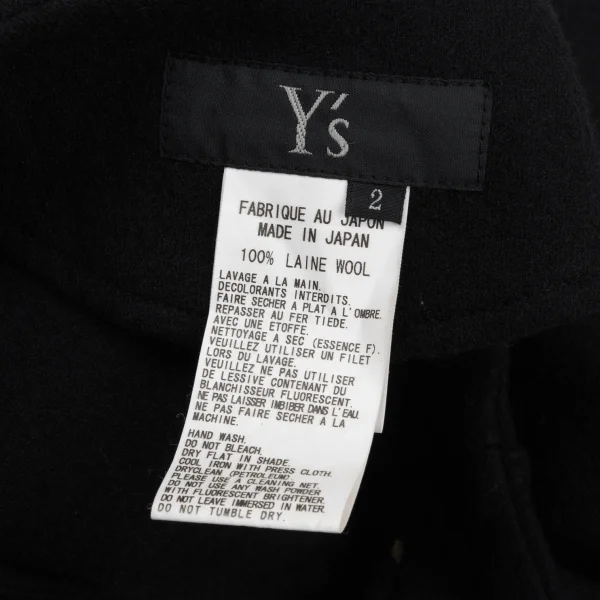 Y's
2
FABRIQUE AU JAPON
MADE IN JAPAN
100% LAINE WOOL
LAVAGE A LA MAIN.
DECOLORANTS INTERDITS.
FAIRE SECHER A PLAT A L'OMBRE.
REPASSER AU FER TIEDE.
AVEC UNE ETOFFE.
NETTOYAGE A SEC (ESSENCE F).
VEUILLEZ UTILISER UN FILET
LORS DU LAVAGE.
VEUILLEZ NE PAS UTILISER
DE LESSIVE CONTENANT DU
BLANCHISSEUR FLUORESCENT.
NE PAS LAISSER IMBIBER DANS L'EAU.
NE PAS FAIRE SECHER A LA
MACHINE.
HAND WASH.
DO NOT BLEACH.
DRY FLAT IN SHADE.
COOL IRON WITH PRESS CLOTH.
DRYCLEAN (PETROLEUM).
PLEASE USE A CLEANING NET.
DO NOT USE ANY WASH POWDER
WITH FLUORESCENT BRIGHTENER.
DO NOT LEAVE IMMERSED IN WATER.
DO NOT TUMBLE DRY.